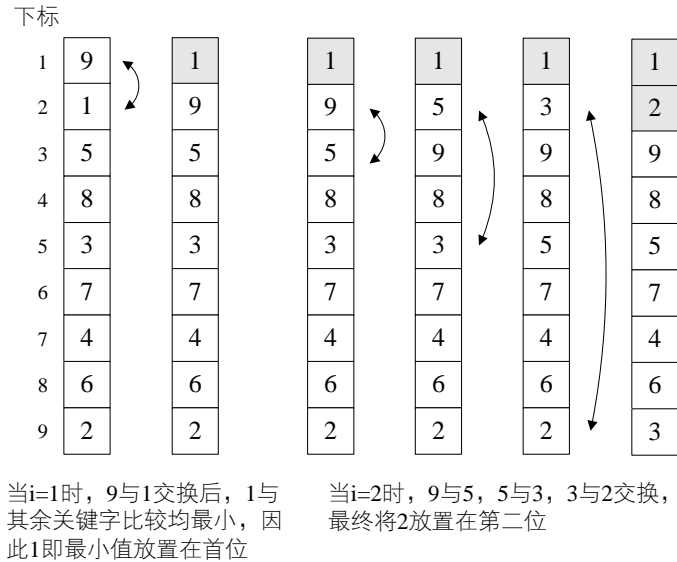 下标
1 9 1 1 1 1 1
2 1 9 9 5 3 2
3 5 5 5 9 9 9
4 8 8 8 8 8 8
5 3 3 3 3 5 5
6 7 7 7 7 7 7
7 4 4 4 4 4 4
8 6 6 6 6 6 6
9 2 2 2 2 2 3
当i=1时，9与1交换后，1与
其余关键字比较均最小，因
此1即最小值放置在首位
当i=2时，9与5，5与3，3与2交换，
最终将2放置在第二位